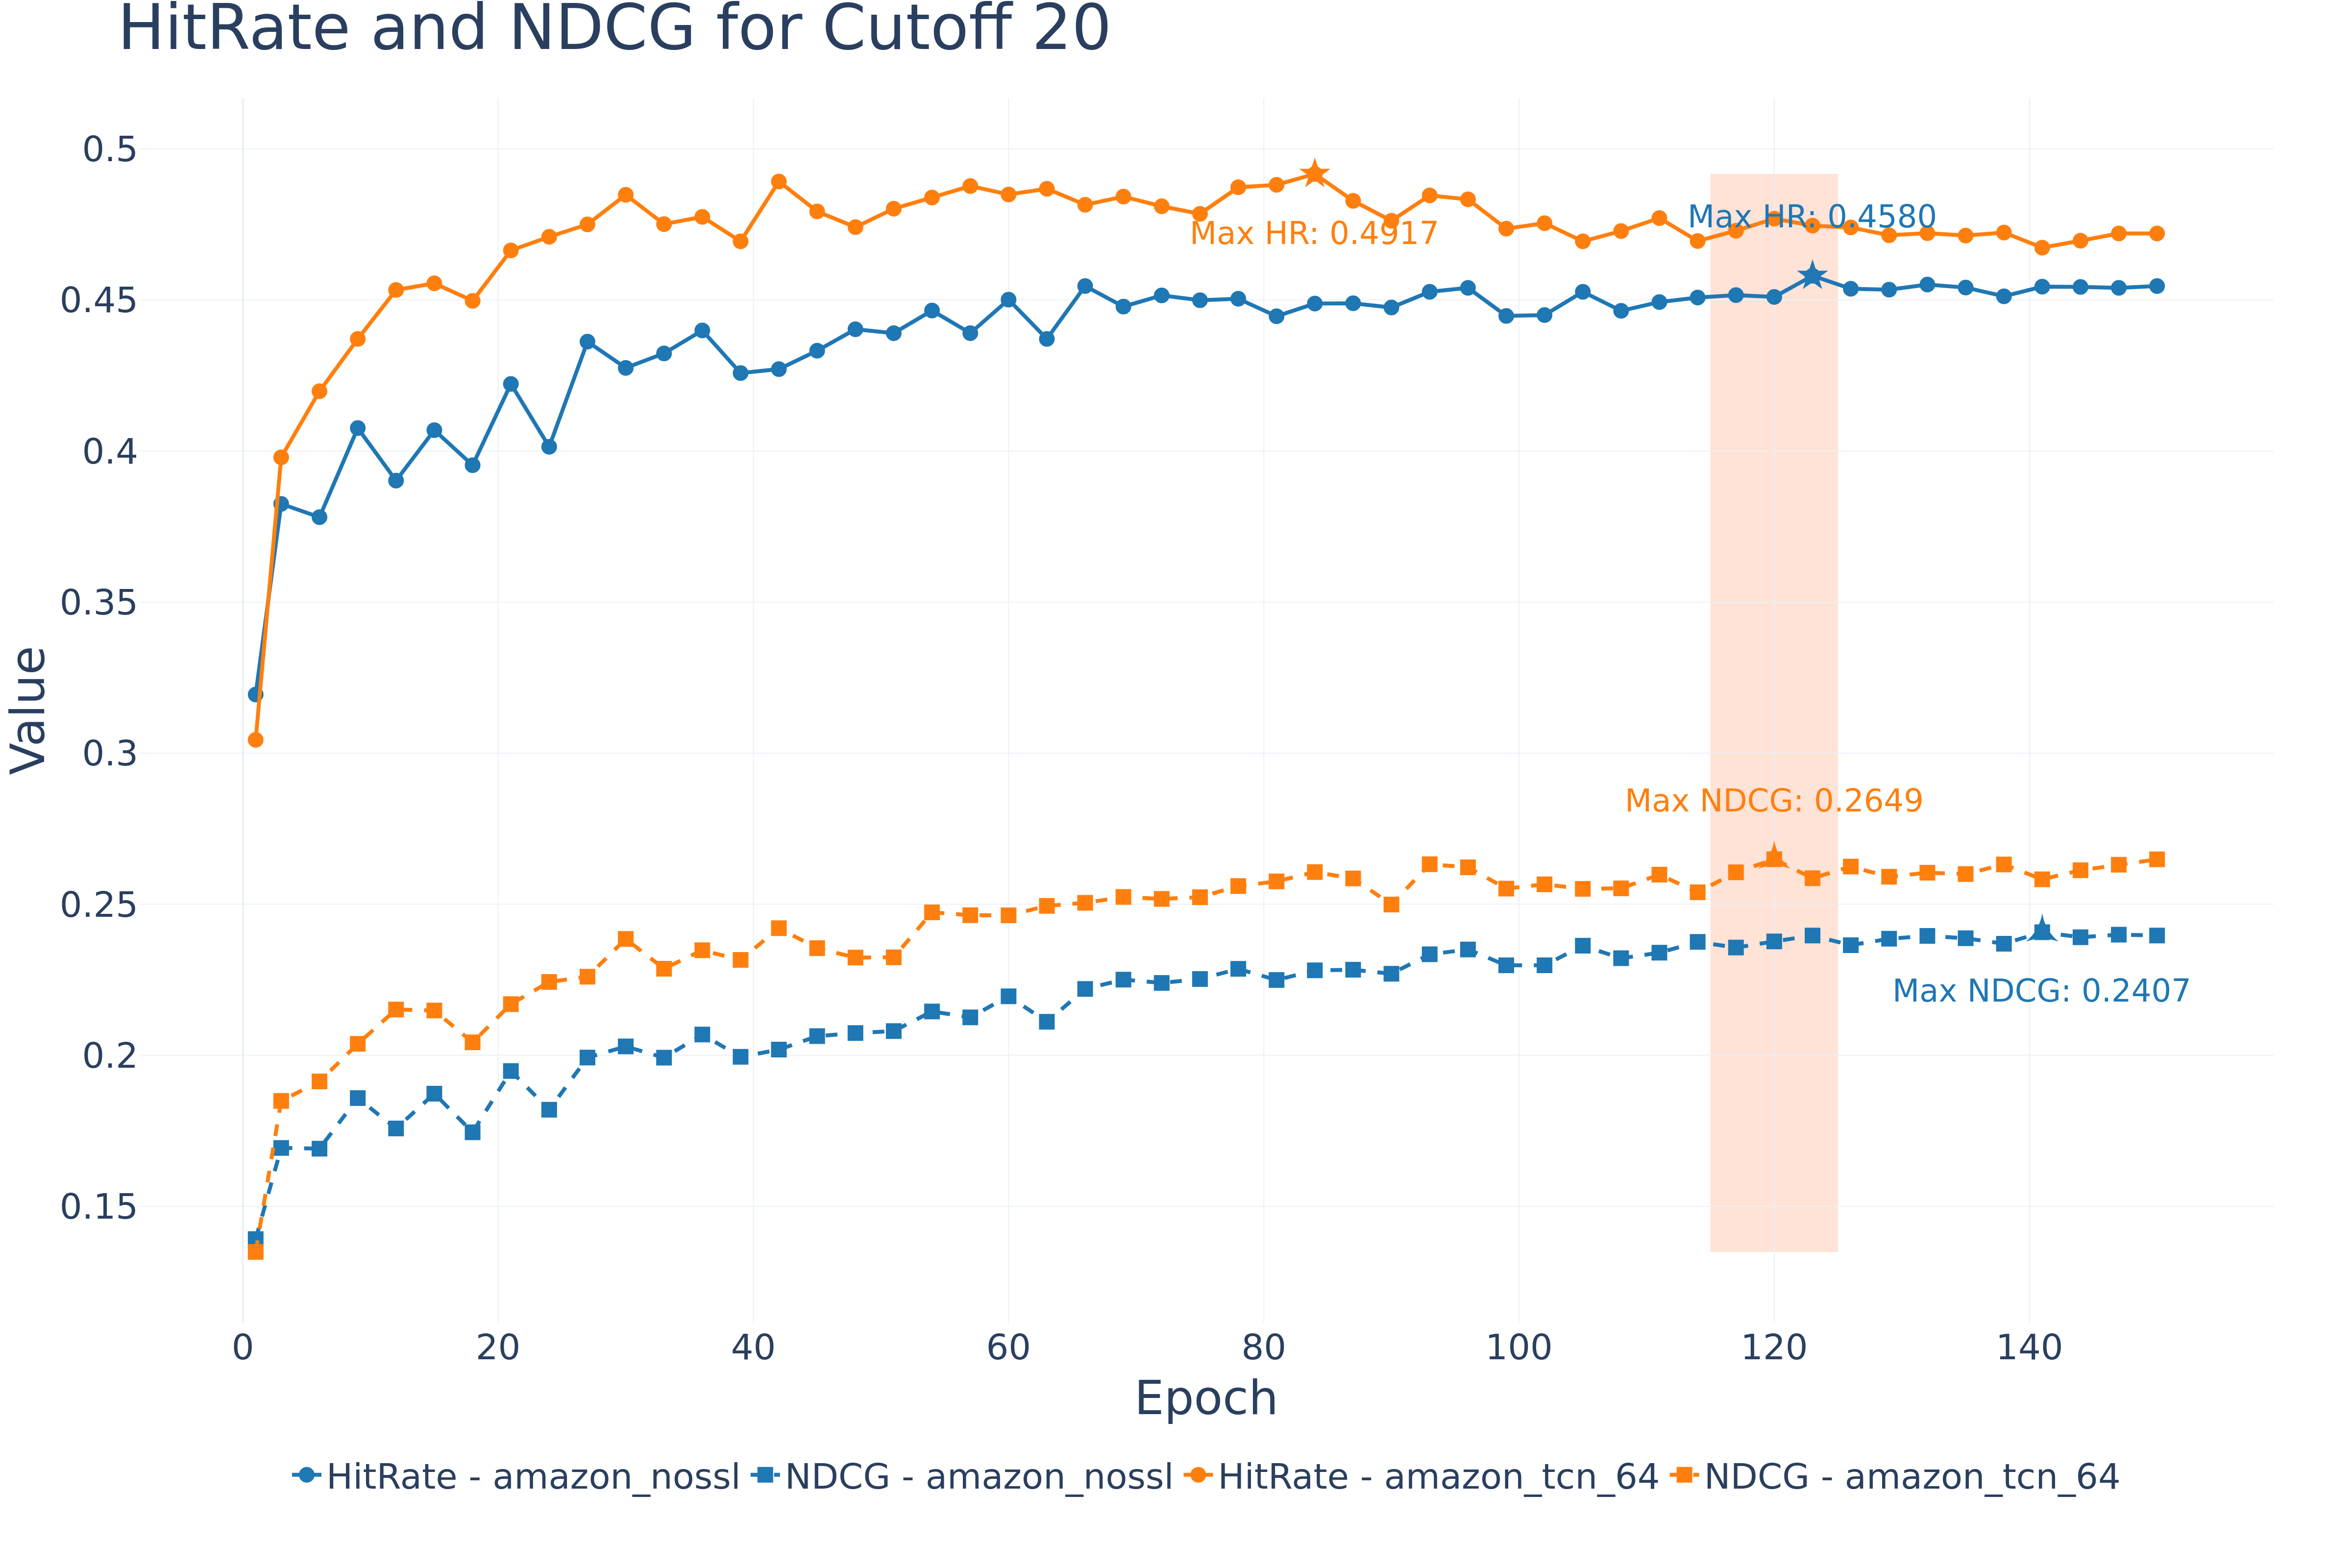 HitRate and NDCG for Cutoff 20
0.5
0.45
0.4
0.35
0.3
0.25
0.2
0.15
Value
Max HR: 0.4917
Max HR: 0.4580
Max NDCG: 0.2649
Max NDCG: 0.2407
0 20 40 60 80 100 120 140
Epoch
HitRate - amazon_nossl NDCG - amazon_nossl HitRate - amazon_tcn_64 NDCG - amazon_tcn_64